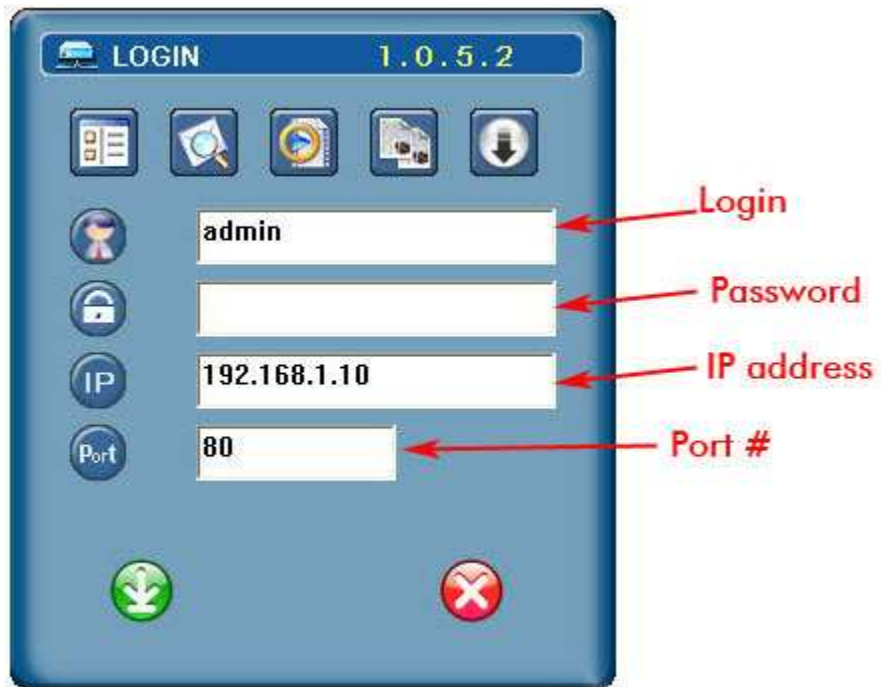 LOGIN 1.0.5.2
admin
Login
Password
IP 192.168.1.10
IP address
Port 80
Port #